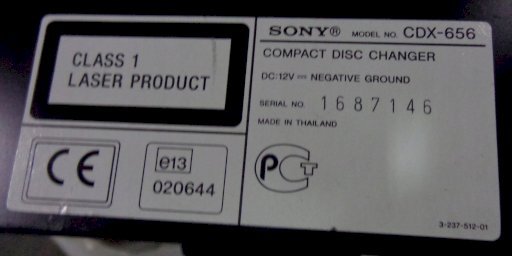 CLASS 1
LASER PRODUCT
CE
e13
020644
SONY® MODEL NO. CDX-656
COMPACT DISC CHANGER
DC:12V ⎓ NEGATIVE GROUND
SERIAL NO. 1687146
MADE IN THAILAND
PCT
3-237-512-01